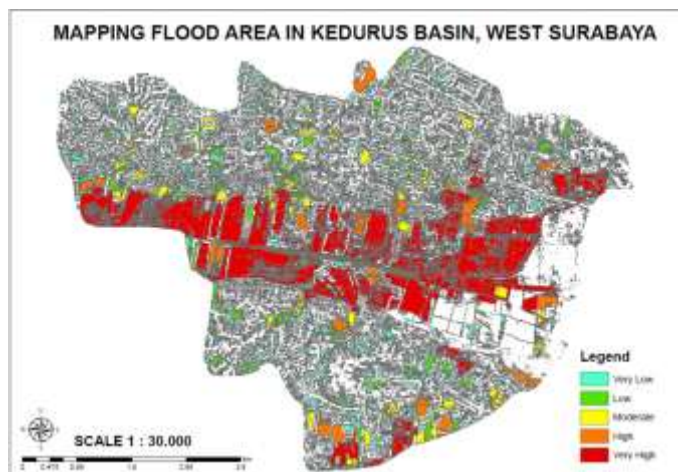 MAPPING FLOOD AREA IN KEDURUS BASIN, WEST SURABAYA
Legend
Very Low
Low
Moderate
High
Very High
SCALE 1 : 30.000
0